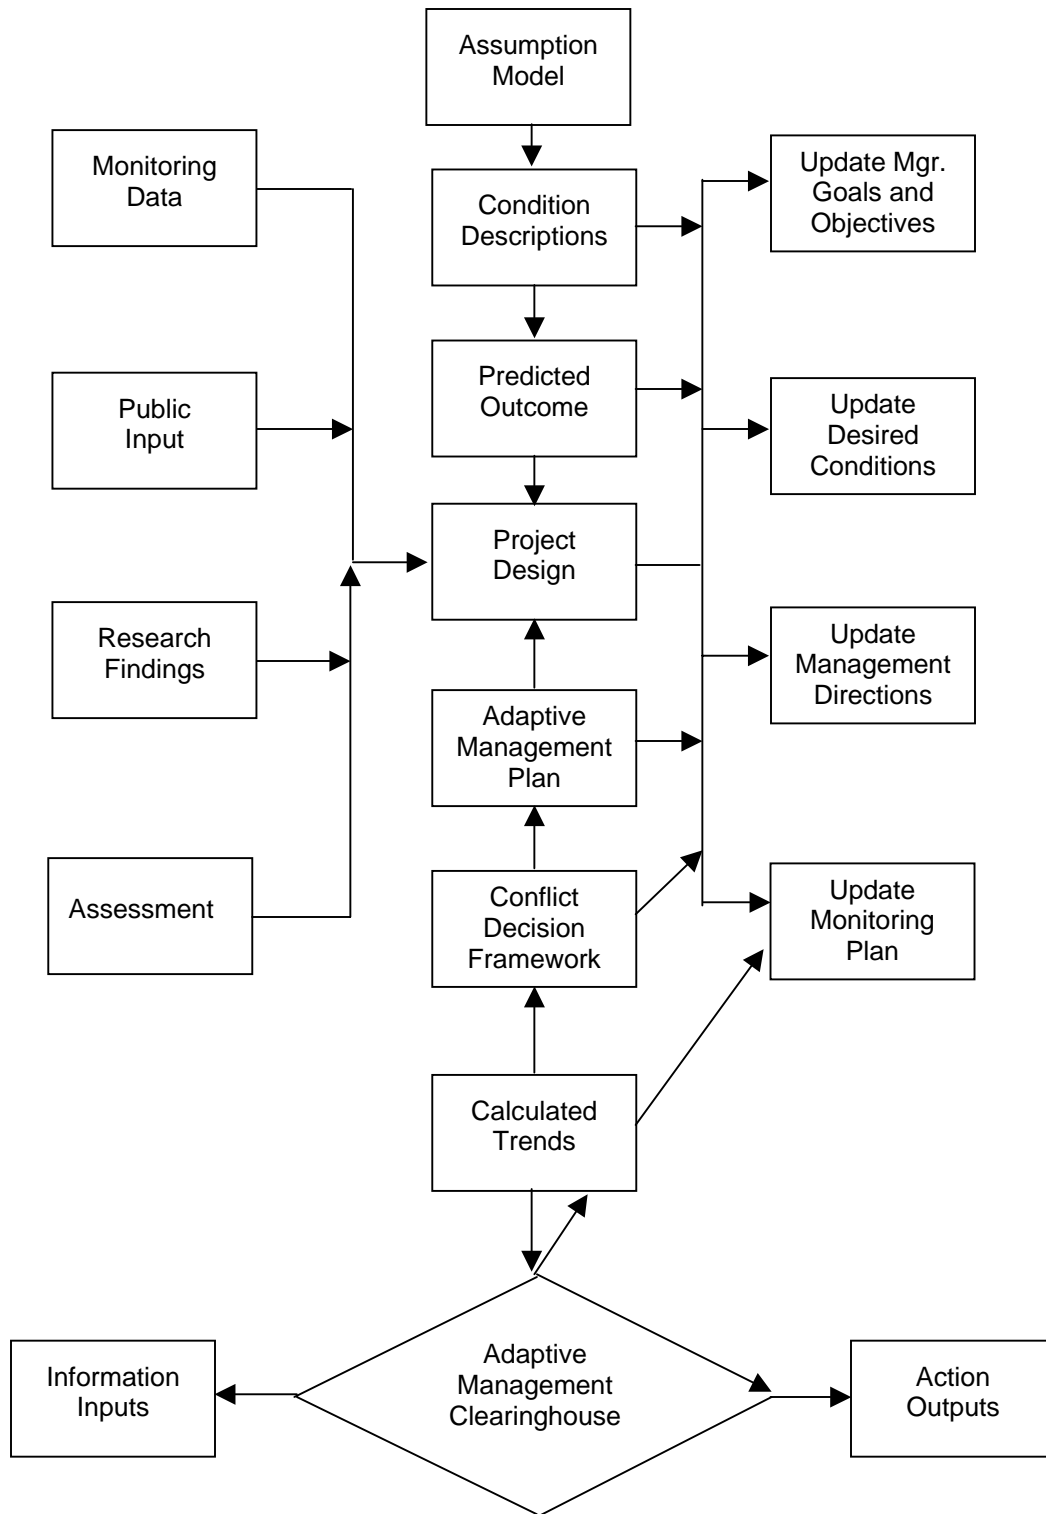 Assumption
Model
Monitoring
Data
Condition
Descriptions
Update Mgr.
Goals and
Objectives
Public
Input
Predicted
Outcome
Update
Desired
Conditions
Project
Design
Research
Findings
Update
Management
Directions
Adaptive
Management
Plan
Assessment
Conflict
Decision
Framework
Update
Monitoring
Plan
Calculated
Trends
Information
Inputs
Adaptive
Management
Clearinghouse
Action
Outputs